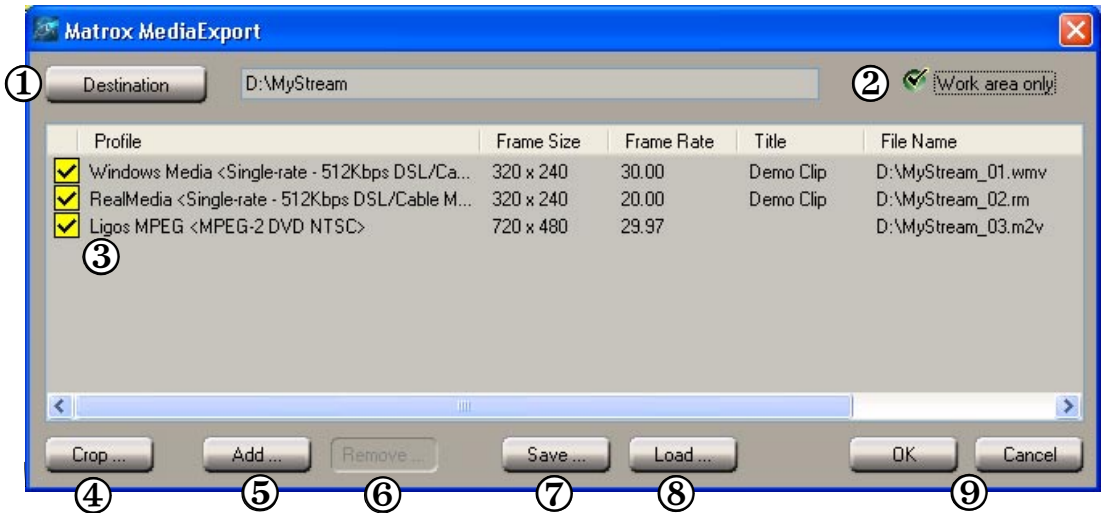 Matrox MediaExport
① Destination D:\MyStream ② Work area only
Profile Frame Size Frame Rate Title File Name
Windows Media <Single-rate - 512Kbps DSL/Ca... 320 x 240 30.00 Demo Clip D:\MyStream_01.wmv
RealMedia <Single-rate - 512Kbps DSL/Cable M... 320 x 240 20.00 Demo Clip D:\MyStream_02.rm
Ligos MPEG <MPEG-2 DVD NTSC> 720 x 480 29.97 D:\MyStream_03.m2v
③
Crop ... Add ... Remove ... Save ... Load ... OK Cancel
④ ⑤ ⑥ ⑦ ⑧ ⑨